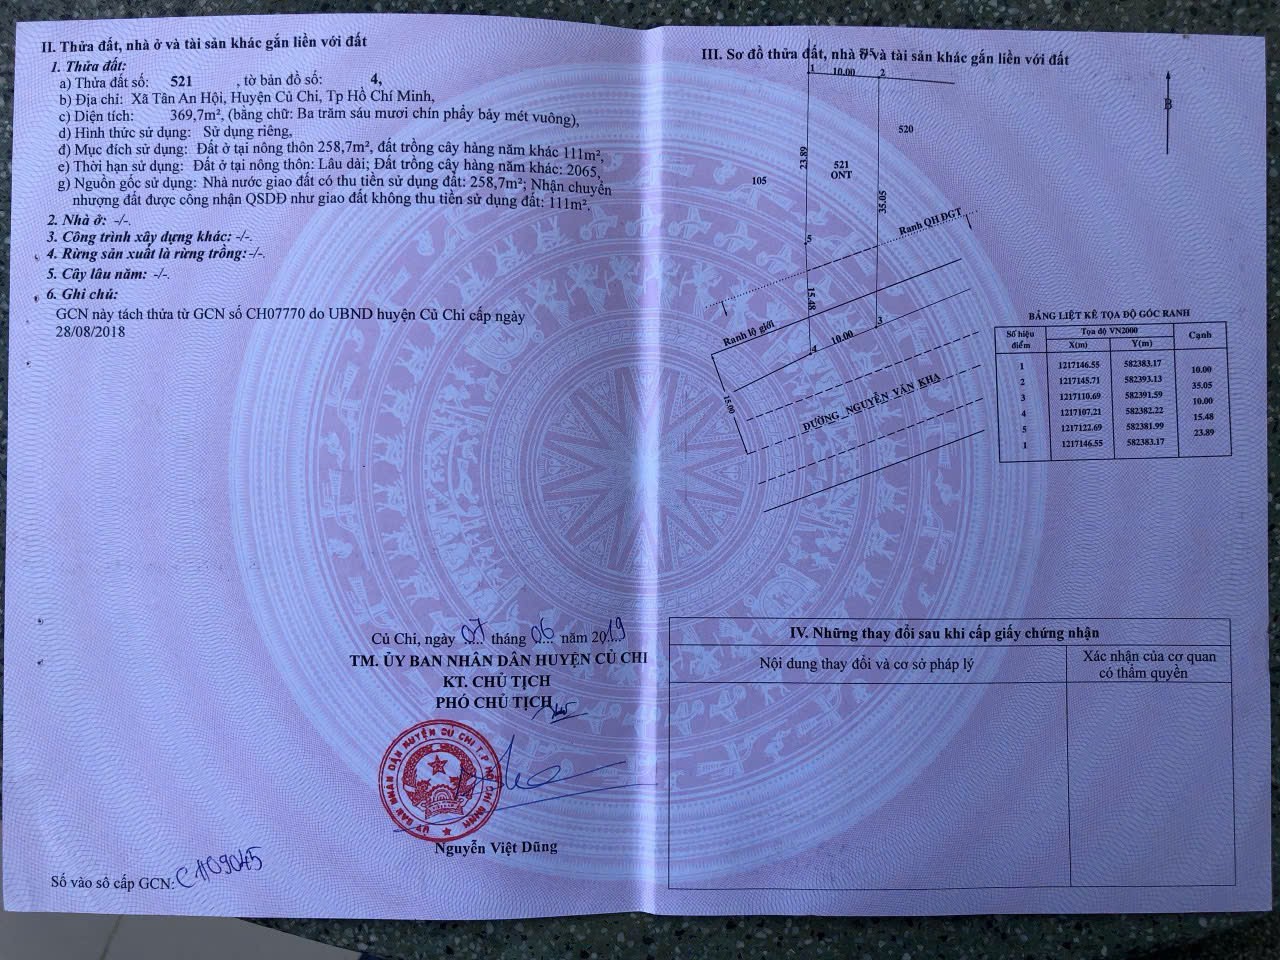 II. Thửa đất, nhà ở và tài sản khác gắn liền với đất
1. Thửa đất:
a) Thửa đất số: 521 , tờ bản đồ số: 4,
b) Địa chỉ: Xã Tân An Hội, Huyện Củ Chi, Tp Hồ Chí Minh,
c) Diện tích: 369,7m², (bằng chữ: Ba trăm sáu mươi chín phẩy bảy mét vuông),
d) Hình thức sử dụng: Sử dụng riêng,
đ) Mục đích sử dụng: Đất ở tại nông thôn 258,7m², đất trồng cây hàng năm khác 111m²,
e) Thời hạn sử dụng: Đất ở tại nông thôn: Lâu dài; Đất trồng cây hàng năm khác: 2065,
g) Nguồn gốc sử dụng: Nhà nước giao đất có thu tiền sử dụng đất: 258,7m²; Nhận chuyển
nhượng đất được công nhận QSDĐ như giao đất không thu tiền sử dụng đất: 111m².
2. Nhà ở: -/-.
3. Công trình xây dựng khác: -/-.
4. Rừng sản xuất là rừng trồng: -/-.
5. Cây lâu năm: -/-.
6. Ghi chú:
GCN này tách thửa từ GCN số CH07770 do UBND huyện Củ Chi cấp ngày
28/08/2018
Củ Chi, ngày 07 tháng 06 năm 2019
TM. ỦY BAN NHÂN DÂN HUYỆN CỦ CHI
KT. CHỦ TỊCH
PHÓ CHỦ TỊCH
ỦY BAN NHÂN DÂN HUYỆN CỦ CHI T.P HỒ CHÍ MINH
Nguyễn Việt Dũng
Số vào sổ cấp GCN: CH09045
III. Sơ đồ thửa đất, nhà ở và tài sản khác gắn liền với đất
1
10.00
2
B
520
23.89
521
ONT
105
35.05
Ranh QH ĐGT
5
15.48
Ranh lộ giới
3
10.00
4
15.00
ĐƯỜNG NGUYỄN VĂN KHA
BẢNG LIỆT KÊ TỌA ĐỘ GÓC RANH
Số hiệu điểm Tọa độ VN2000 Cạnh
X(m) Y(m)
1 1217146.55 582383.17
10.00
2 1217145.71 582393.13
35.05
3 1217110.69 582391.59
10.00
4 1217107.21 582382.22
15.48
5 1217122.69 582381.99
23.89
1 1217146.55 582383.17
IV. Những thay đổi sau khi cấp giấy chứng nhận
Nội dung thay đổi và cơ sở pháp lý
Xác nhận của cơ quan
có thẩm quyền